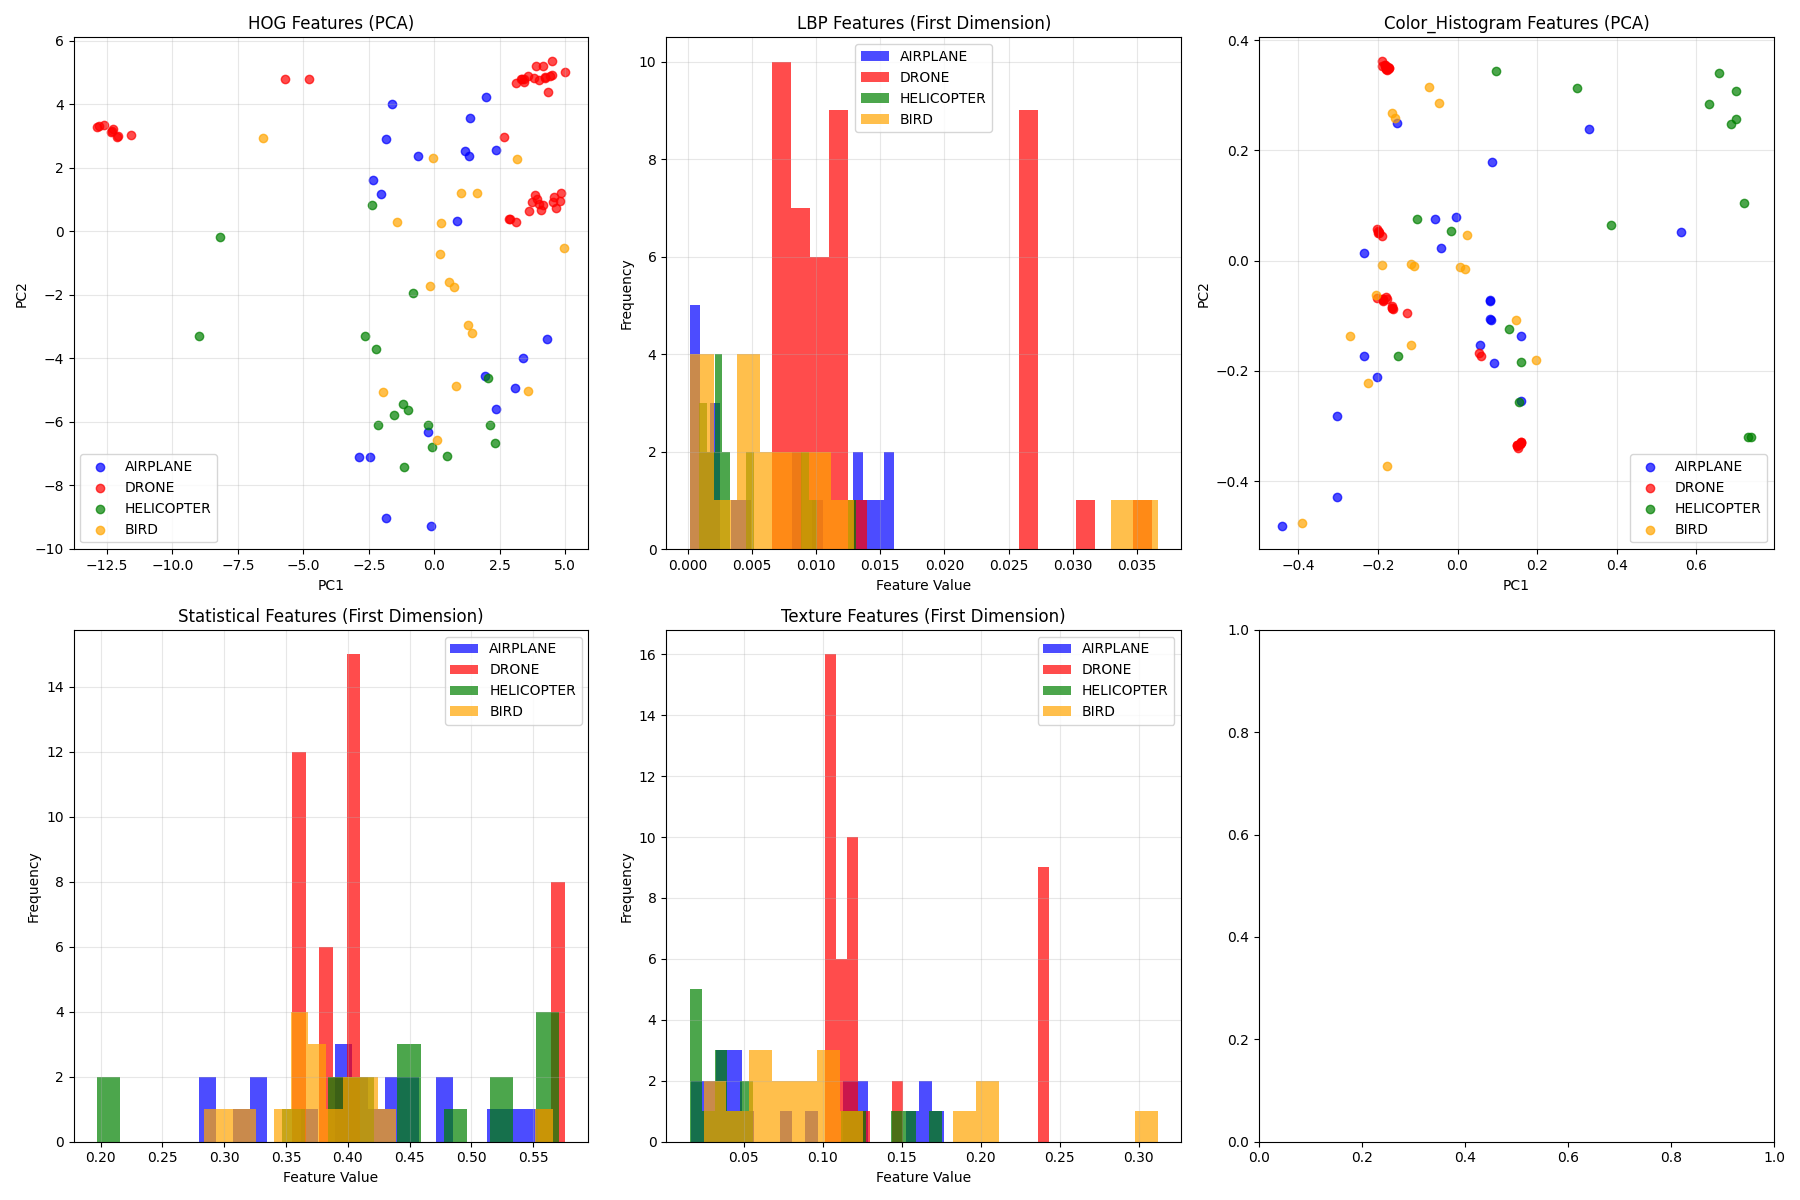 HOG Features (PCA)
6
4
2
0
−2
−4
−6
−8
−10
PC2
AIRPLANE
DRONE
HELICOPTER
BIRD
−12.5 −10.0 −7.5 −5.0 −2.5 0.0 2.5 5.0
PC1
LBP Features (First Dimension)
10
8
6
4
2
0
Frequency
AIRPLANE
DRONE
HELICOPTER
BIRD
0.000 0.005 0.010 0.015 0.020 0.025 0.030 0.035
Feature Value
Color_Histogram Features (PCA)
0.4
0.2
0.0
−0.2
−0.4
PC2
AIRPLANE
DRONE
HELICOPTER
BIRD
−0.4 −0.2 0.0 0.2 0.4 0.6
PC1
Statistical Features (First Dimension)
14
12
10
8
6
4
2
0
Frequency
AIRPLANE
DRONE
HELICOPTER
BIRD
0.20 0.25 0.30 0.35 0.40 0.45 0.50 0.55
Feature Value
Texture Features (First Dimension)
16
14
12
10
8
6
4
2
0
Frequency
AIRPLANE
DRONE
HELICOPTER
BIRD
0.05 0.10 0.15 0.20 0.25 0.30
Feature Value
1.0
0.8
0.6
0.4
0.2
0.0
0.0 0.2 0.4 0.6 0.8 1.0